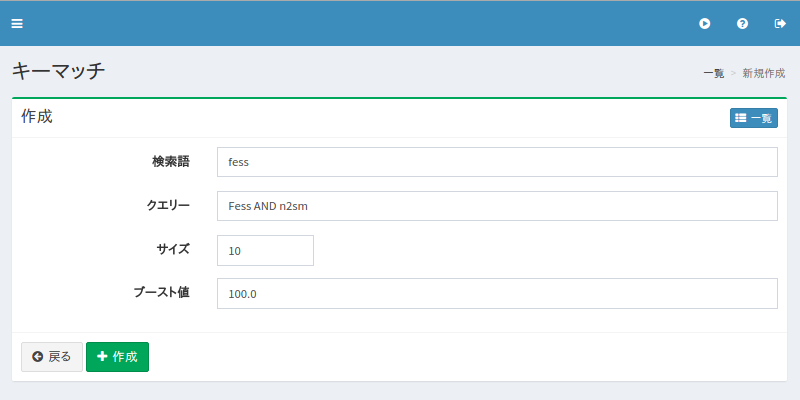 キーマッチ
一覧 > 新規作成
作成
一覧
検索語 fess
クエリー Fess AND n2sm
サイズ 10
ブースト値 100.0
戻る 作成